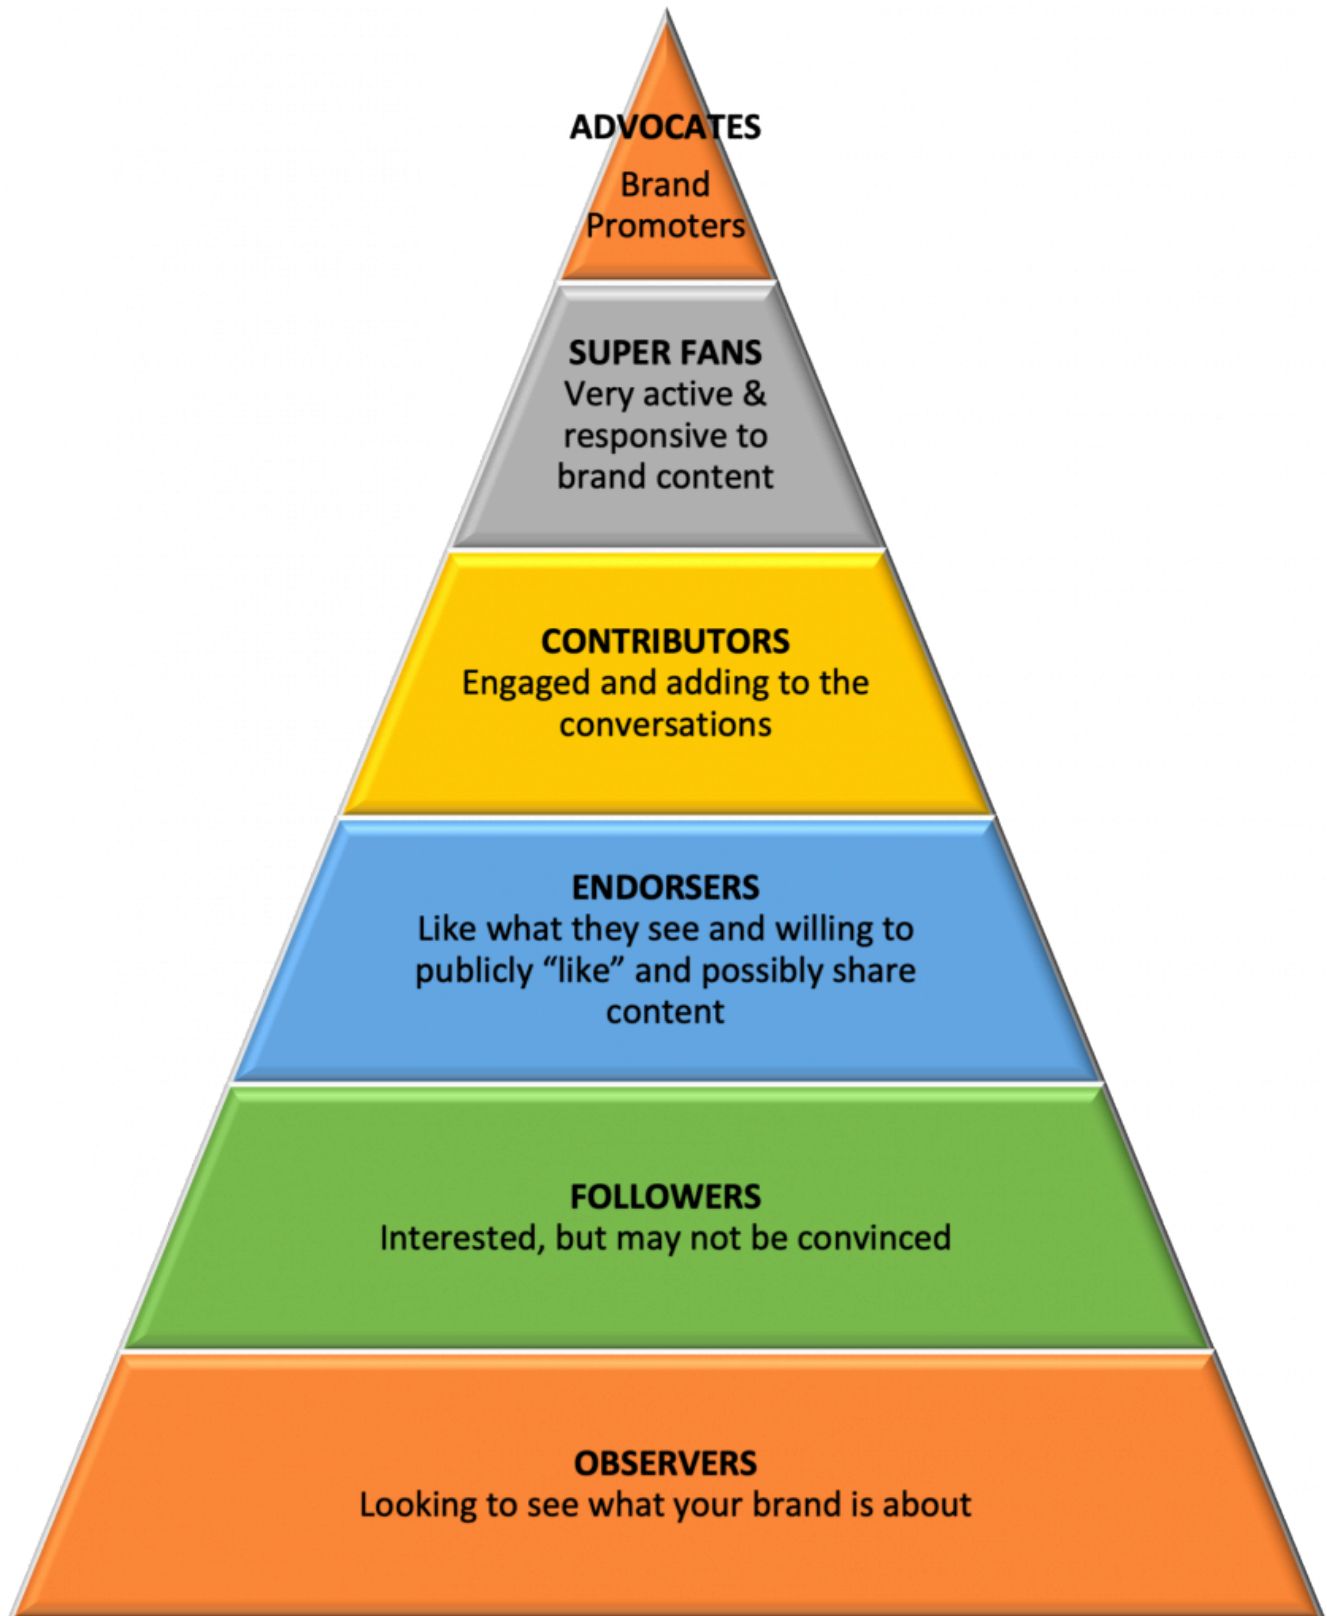 ADVOCATES
Brand
Promoters
SUPER FANS
Very active &
responsive to
brand content
CONTRIBUTORS
Engaged and adding to the
conversations
ENDORSERS
Like what they see and willing to
publicly “like” and possibly share
content
FOLLOWERS
Interested, but may not be convinced
OBSERVERS
Looking to see what your brand is about